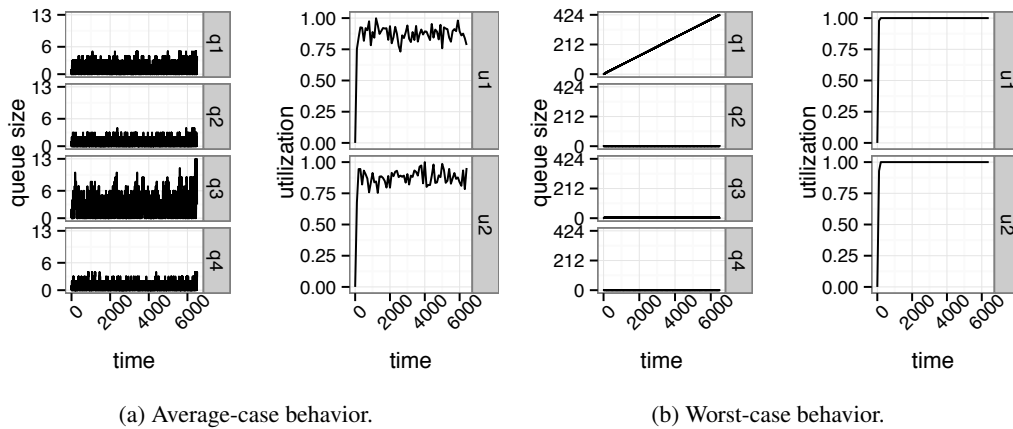 queue size
13
6
0
q1
13
6
0
q2
13
6
0
q3
13
6
0
q4
0
2000
4000
6000
time
utilization
1.00
0.75
0.50
0.25
0.00
u1
1.00
0.75
0.50
0.25
0.00
u2
0
2000
4000
6000
time
queue size
424
212
0
q1
424
212
0
q2
424
212
0
q3
424
212
0
q4
0
2000
4000
6000
time
utilization
1.00
0.75
0.50
0.25
0.00
u1
1.00
0.75
0.50
0.25
0.00
u2
0
2000
4000
6000
time
(a) Average-case behavior.
(b) Worst-case behavior.